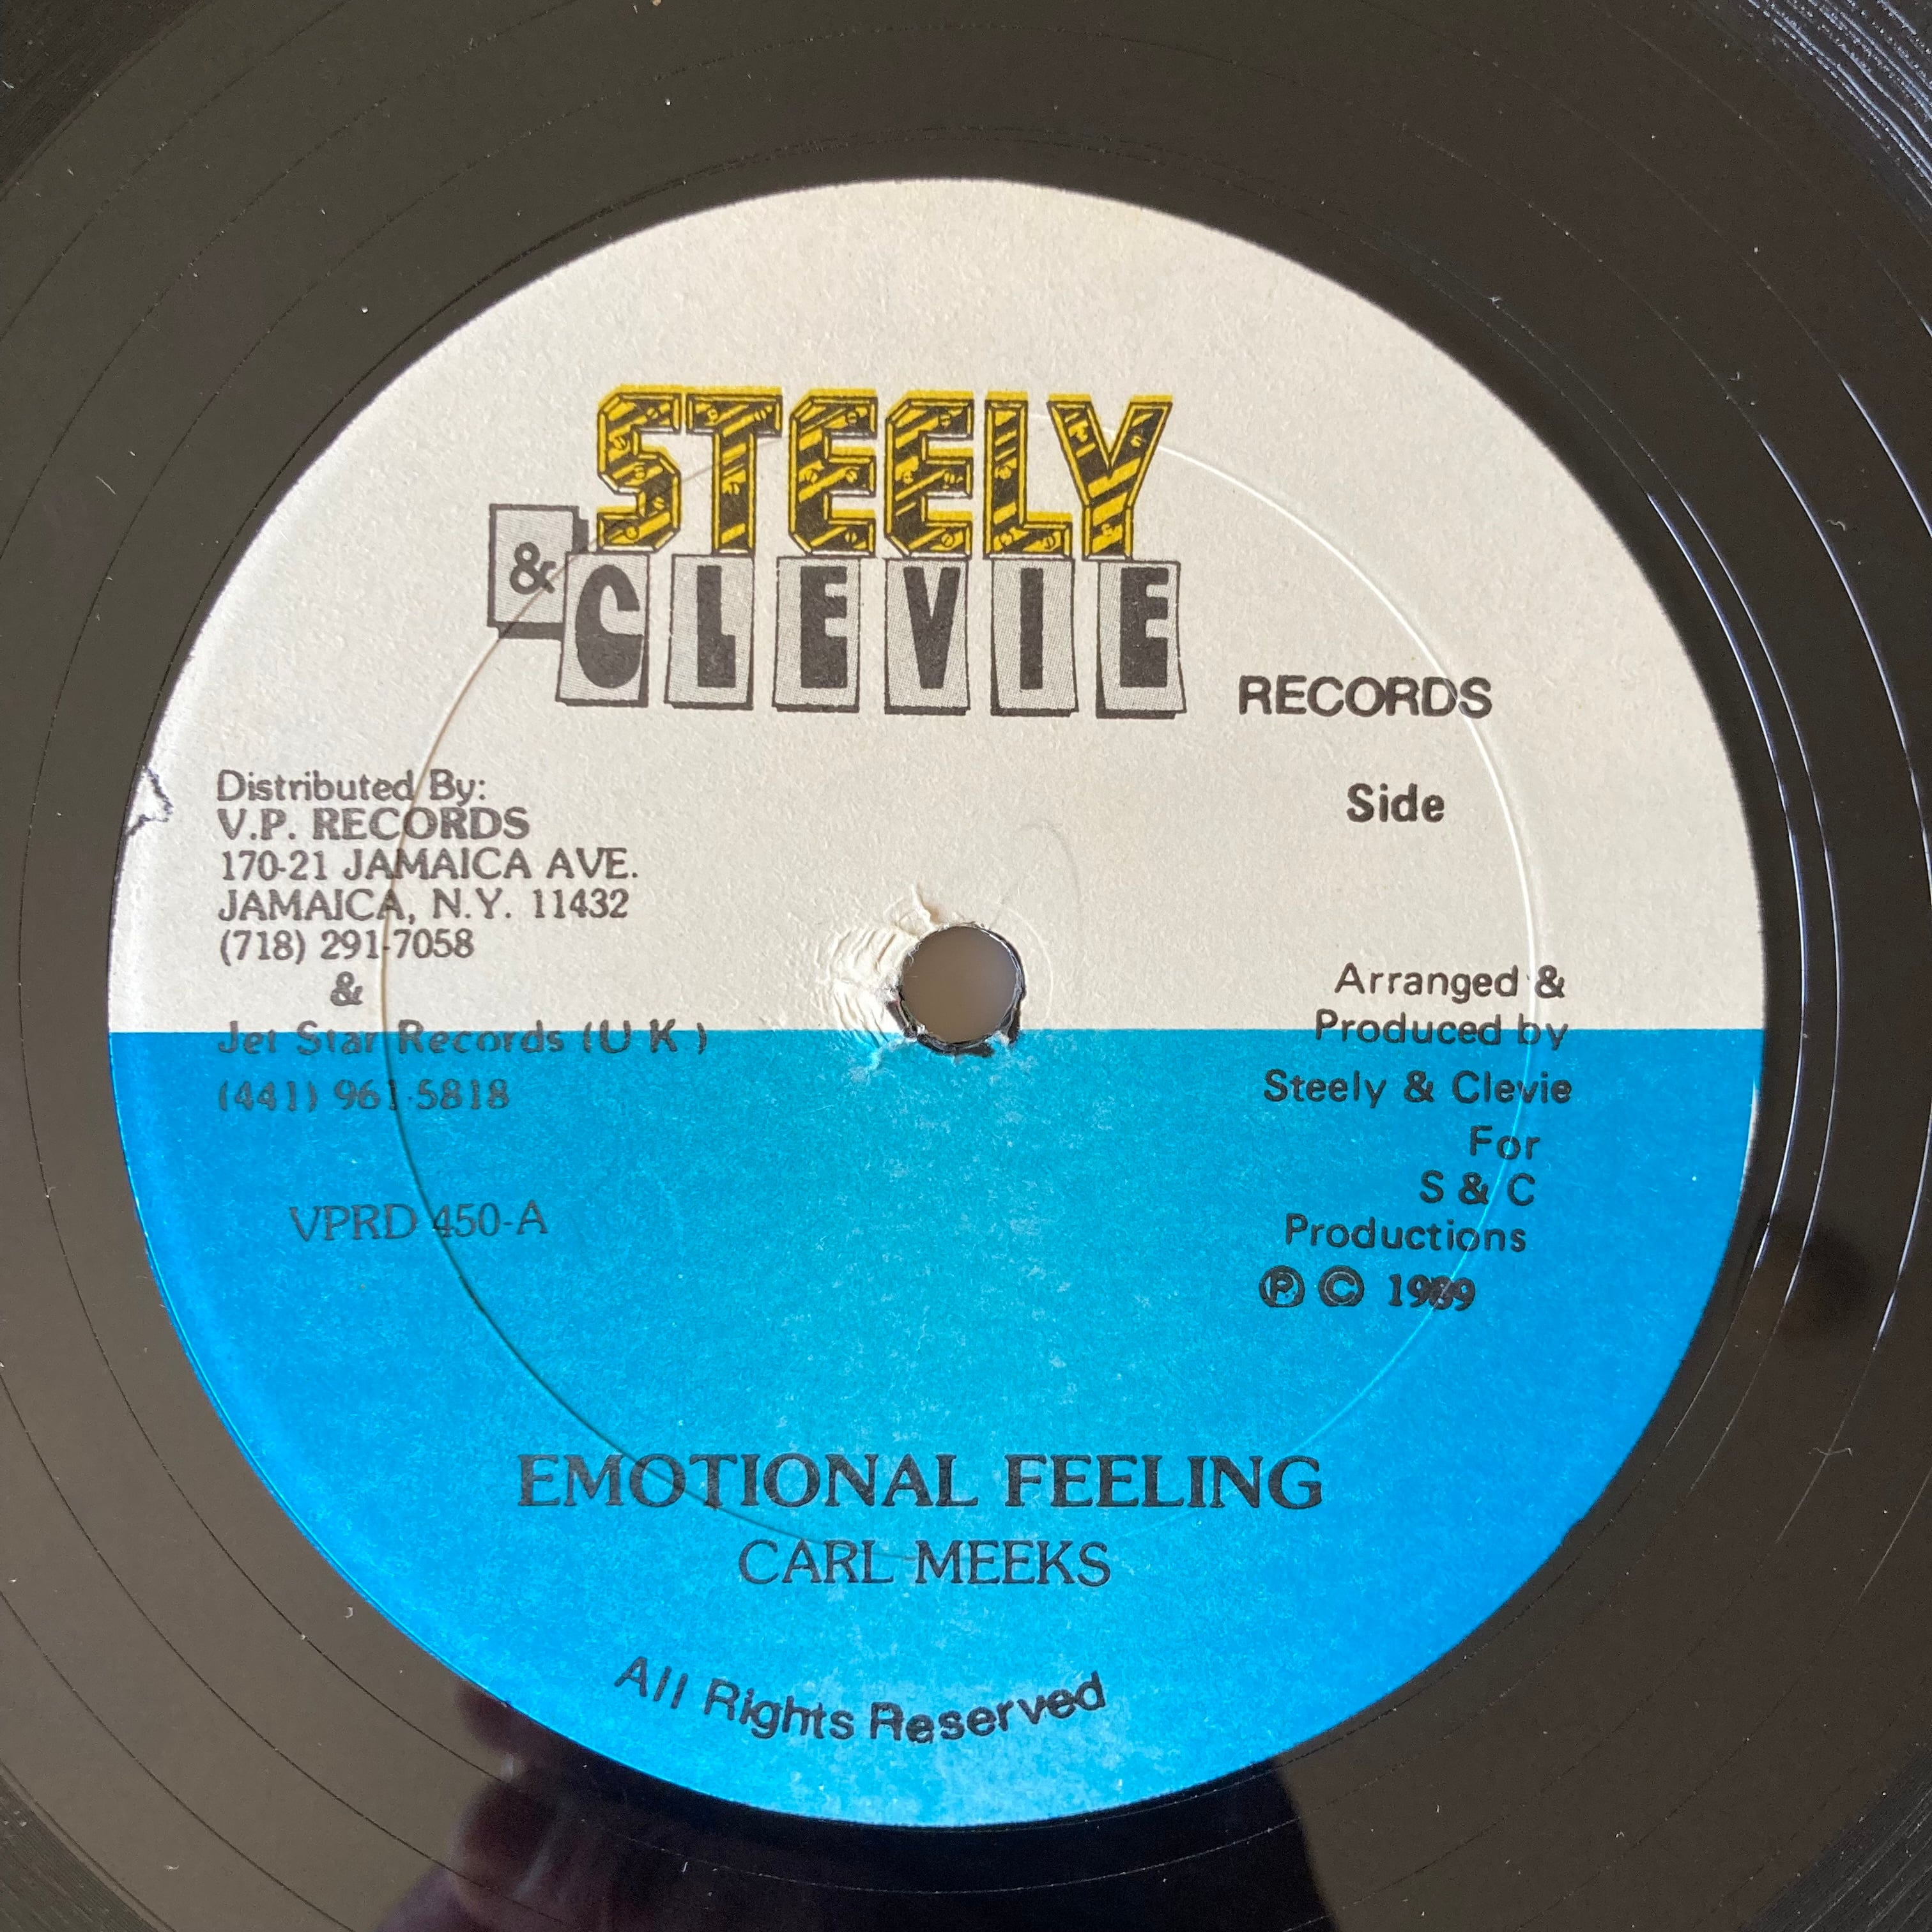 STEELY
& CLEVIE
RECORDS
Side
Distributed By:
V.P. RECORDS
170-21 JAMAICA AVE.
JAMAICA, N.Y. 11432
(718) 291-7058
&
Jet Star Records (U K )
(441) 961-5818
VPRD 450-A
Arranged &
Produced by
Steely & Clevie
For
S & C
Productions
Ⓟ © 1989
EMOTIONAL FEELING
CARL MEEKS
All Rights Reserved